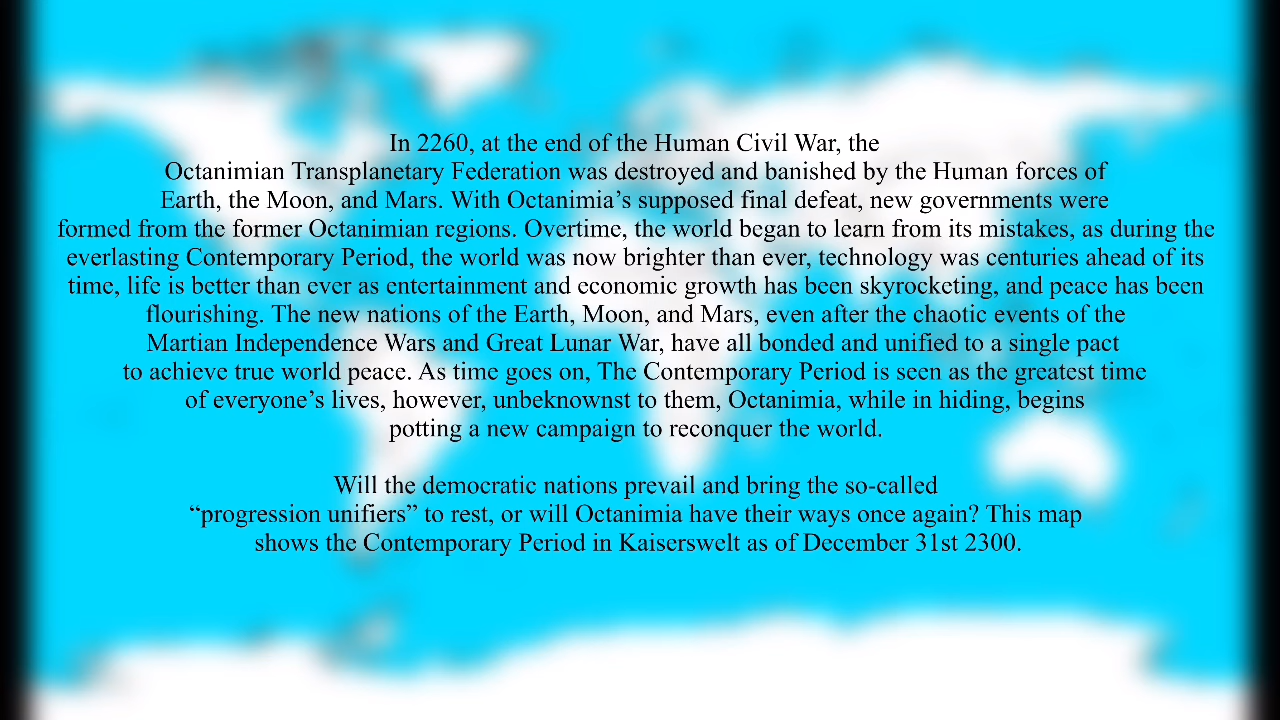 In 2260, at the end of the Human Civil War, the
Octanimian Transplanetary Federation was destroyed and banished by the Human forces of
Earth, the Moon, and Mars. With Octanimia’s supposed final defeat, new governments were
formed from the former Octanimian regions. Overtime, the world began to learn from its mistakes, as during the
everlasting Contemporary Period, the world was now brighter than ever, technology was centuries ahead of its
time, life is better than ever as entertainment and economic growth has been skyrocketing, and peace has been
flourishing. The new nations of the Earth, Moon, and Mars, even after the chaotic events of the
Martian Independence Wars and Great Lunar War, have all bonded and unified to a single pact
to achieve true world peace. As time goes on, The Contemporary Period is seen as the greatest time
of everyone’s lives, however, unbeknownst to them, Octanimia, while in hiding, begins
potting a new campaign to reconquer the world.
Will the democratic nations prevail and bring the so-called
“progression unifiers” to rest, or will Octanimia have their ways once again? This map
shows the Contemporary Period in Kaiserswelt as of December 31st 2300.